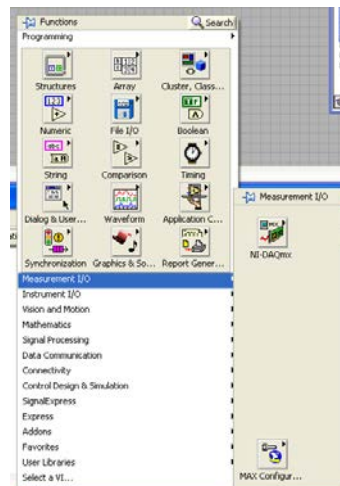 Functions
Search
Programming
Structures
Array
Cluster, Class...
Numeric
File I/O
Boolean
String
Comparison
Timing
Dialog & User...
Waveform
Application C...
Synchronization
Graphics & So...
Report Gener...
Measurement I/O
Instrument I/O
Vision and Motion
Mathematics
Signal Processing
Data Communication
Connectivity
Control Design & Simulation
SignalExpress
Express
Addons
Favorites
User Libraries
Select a VI...
Measurement I/O
NI-DAQmx
MAX Configur...